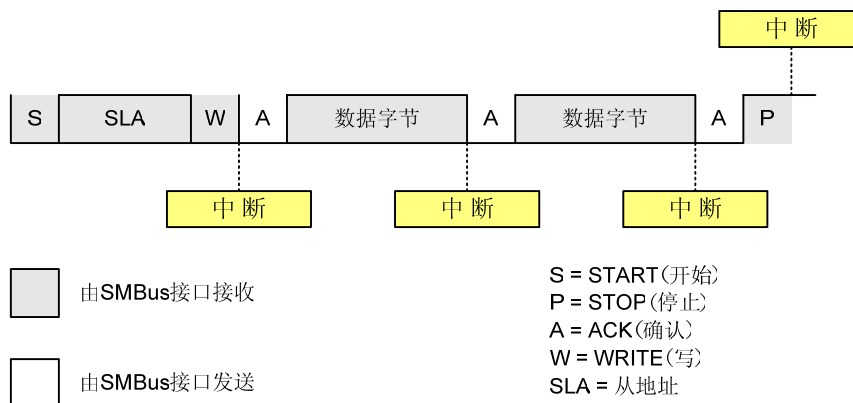 中 断
S SLA W A 数据字节 A 数据字节 A P
中 断 中 断 中 断
由SMBus接口接收
由SMBus接口发送
S = START(开始)
P = STOP(停止)
A = ACK(确认)
W = WRITE(写)
SLA = 从地址